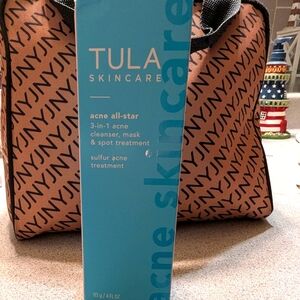 TULA
SKINCARE
acne all-star
3-in-1 acne
cleanser, mask
& spot treatment
sulfur acne
treatment
acne skincare